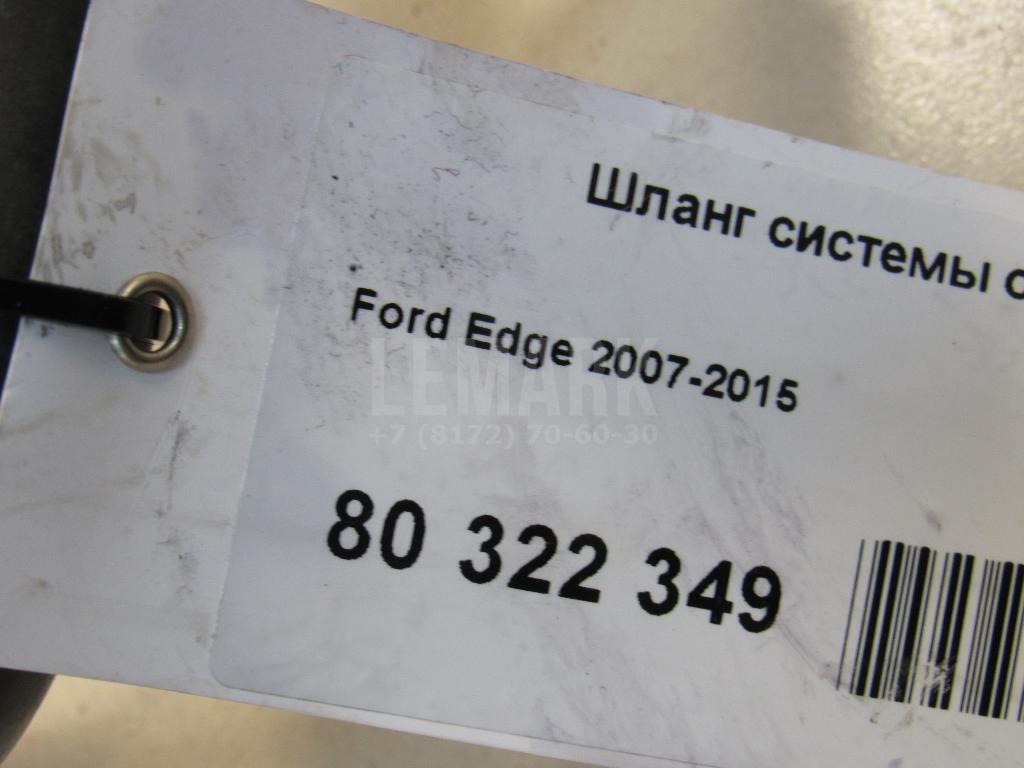 Шланг системы о
Ford Edge 2007-2015
LEMARK
+7 (8172) 70-60-30
80 322 349